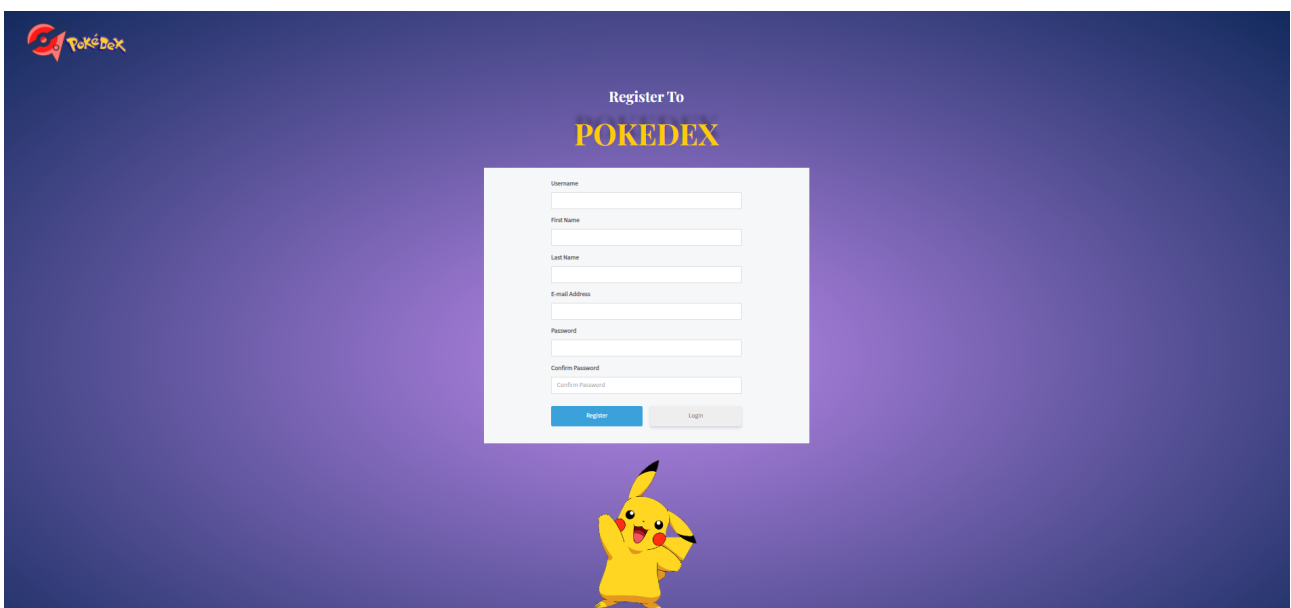 PokéDex
Register To
POKEDEX
Username
First Name
Last Name
E-mail Address
Password
Confirm Password
Confirm Password
Register Login